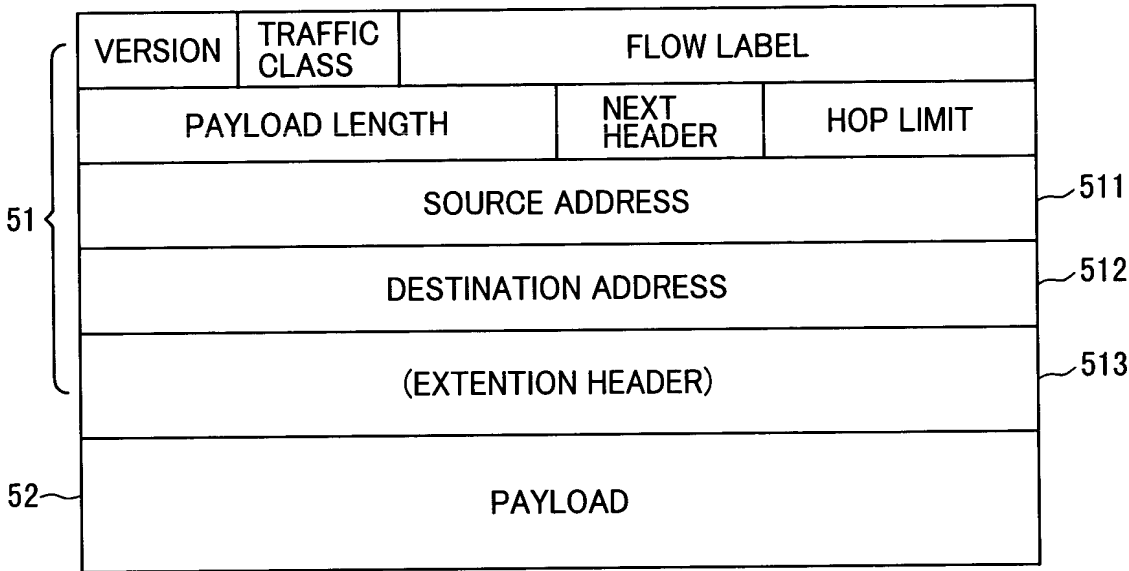 VERSION
TRAFFIC
CLASS
FLOW LABEL
PAYLOAD LENGTH
NEXT
HEADER
HOP LIMIT
51
SOURCE ADDRESS
511
DESTINATION ADDRESS
512
(EXTENTION HEADER)
513
52
PAYLOAD